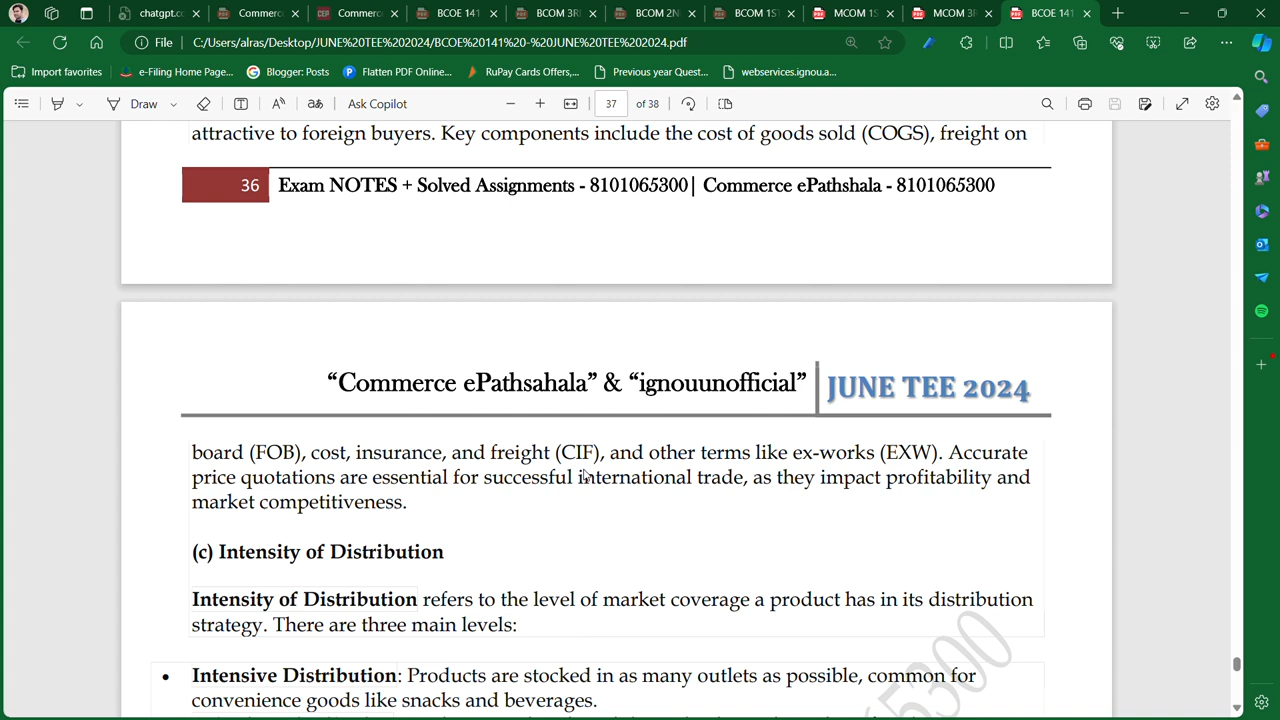 chatgpt.cc
Commerc
Commerc
BCOE 141
BCOM 3RI
BCOM 2N
BCOM 1ST
MCOM 1S
MCOM 3R
BCOE 141
File
C:/Users/alras/Desktop/JUNE%20TEE%202024/BCOE%20141%20-%20JUNE%20TEE%202024.pdf
Import favorites
e-Filing Home Page...
Blogger: Posts
Flatten PDF Online...
RuPay Cards Offers,...
Previous year Quest...
webservices.ignou.a...
Draw
Ask Copilot
37 of 38
attractive to foreign buyers. Key components include the cost of goods sold (COGS), freight on
36 Exam NOTES + Solved Assignments - 8101065300| Commerce ePathshala - 8101065300
“Commerce ePathsahala” & “ignouunofficial” JUNE TEE 2024
board (FOB), cost, insurance, and freight (CIF), and other terms like ex-works (EXW). Accurate
price quotations are essential for successful international trade, as they impact profitability and
market competitiveness.
(c) Intensity of Distribution
Intensity of Distribution refers to the level of market coverage a product has in its distribution
strategy. There are three main levels:
• Intensive Distribution: Products are stocked in as many outlets as possible, common for
convenience goods like snacks and beverages.
65300